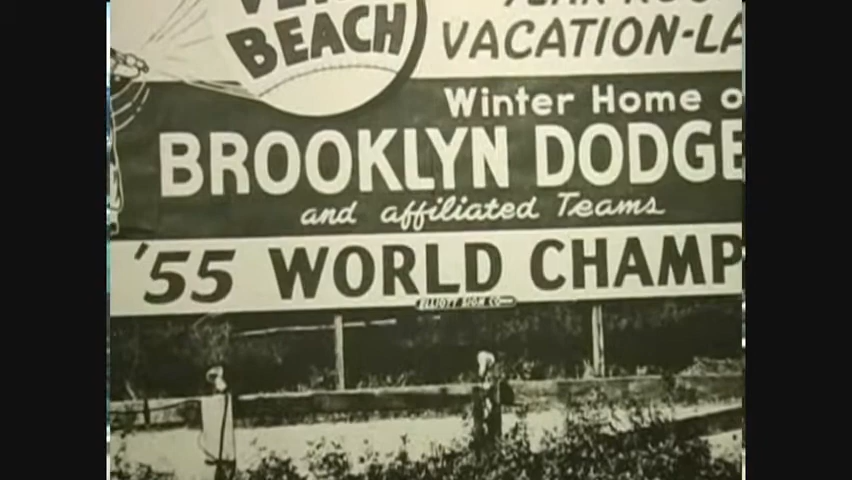 BEACH
VACATION-LA
Winter Home o
BROOKLYN DODGE
and affiliated Teams
'55 WORLD CHAMP
ELLIOTT SIGN CO